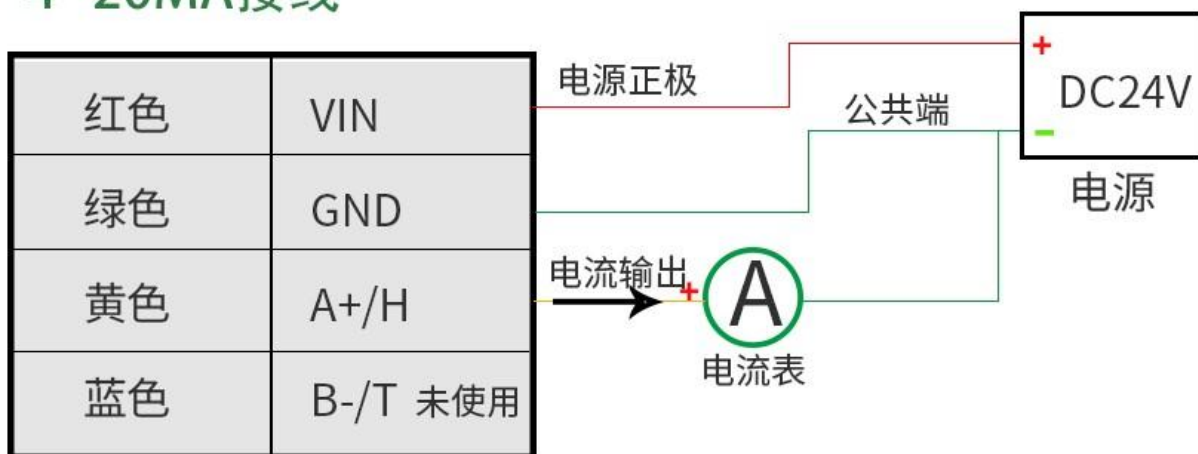 4-20MA接线
红色 VIN
绿色 GND
黄色 A+/H
蓝色 B-/T 未使用
电源正极
公共端
电流输出
+
A
电流表
+
DC24V
-
电源